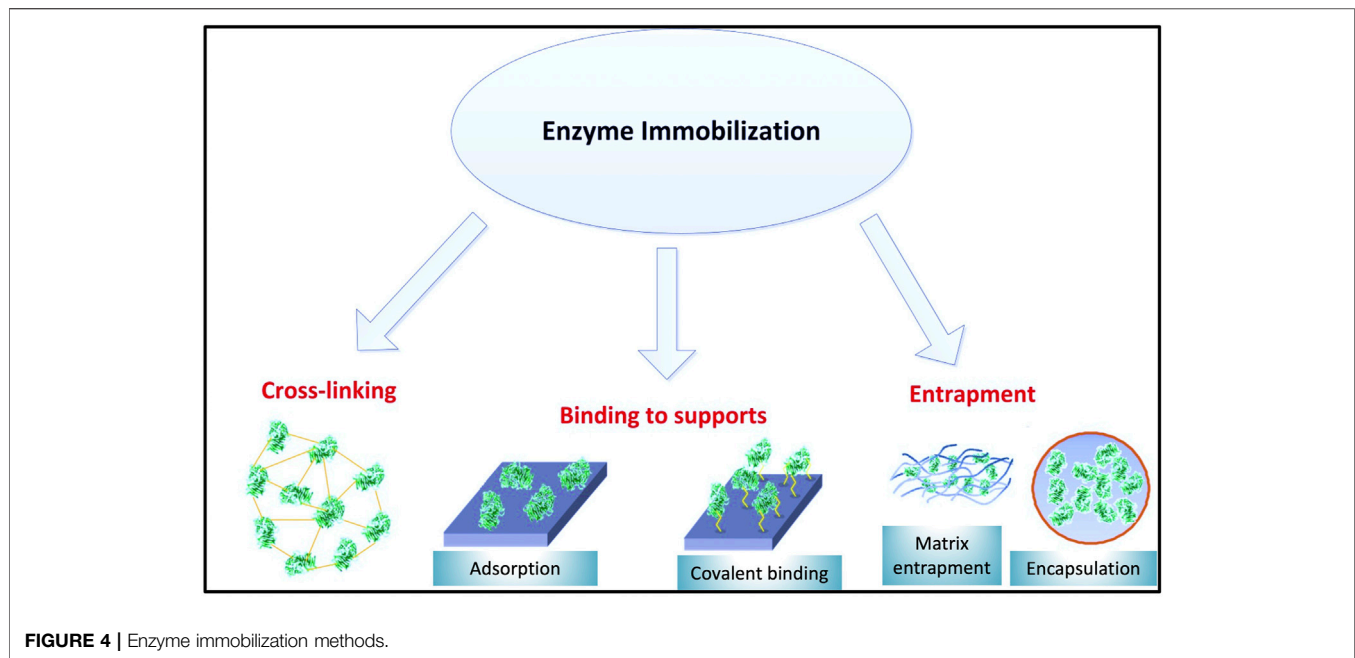 Enzyme Immobilization
Cross-linking
Binding to supports
Entrapment
Adsorption
Covalent binding
Matrix
entrapment
Encapsulation
FIGURE 4 | Enzyme immobilization methods.